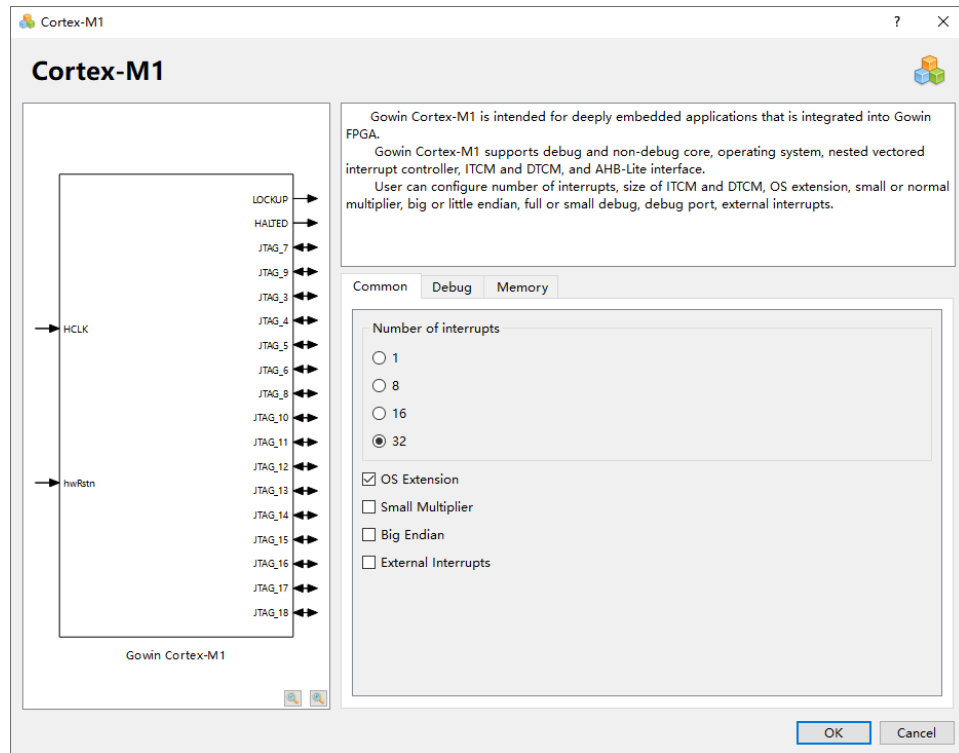 Cortex-M1
?
Cortex-M1
LOCKUP
HALTED
JTAG_7
JTAG_9
JTAG_3
JTAG_4
HCLK
JTAG_5
JTAG_6
JTAG_8
JTAG_10
JTAG_11
JTAG_12
hwRstn
JTAG_13
JTAG_14
JTAG_15
JTAG_16
JTAG_17
JTAG_18
Gowin Cortex-M1
Gowin Cortex-M1 is intended for deeply embedded applications that is integrated into Gowin
FPGA.
Gowin Cortex-M1 supports debug and non-debug core, operating system, nested vectored
interrupt controller, ITCM and DTCM, and AHB-Lite interface.
User can configure number of interrupts, size of ITCM and DTCM, OS extension, small or normal
multiplier, big or little endian, full or small debug, debug port, external interrupts.
Common Debug Memory
Number of interrupts
1
8
16
32
OS Extension
Small Multiplier
Big Endian
External Interrupts
OK Cancel